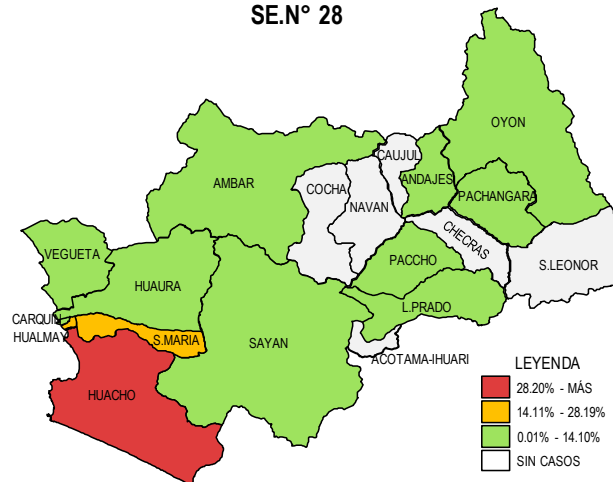 SE.N° 28
OYON
CAUJUL
ANDAJES
AMBAR
COCHA
PACHANGARA
NAVAN
CHECRAS
VEGUETA
PACCHO
S.LEONOR
HUAURA
L.PRADO
CARQUIN
HUALMAY
S.MARIA
SAYAN
ACOTAMA-IHUARI
HUACHO
LEYENDA
28.20% - MÁS
14.11% - 28.19%
0.01% - 14.10%
SIN CASOS